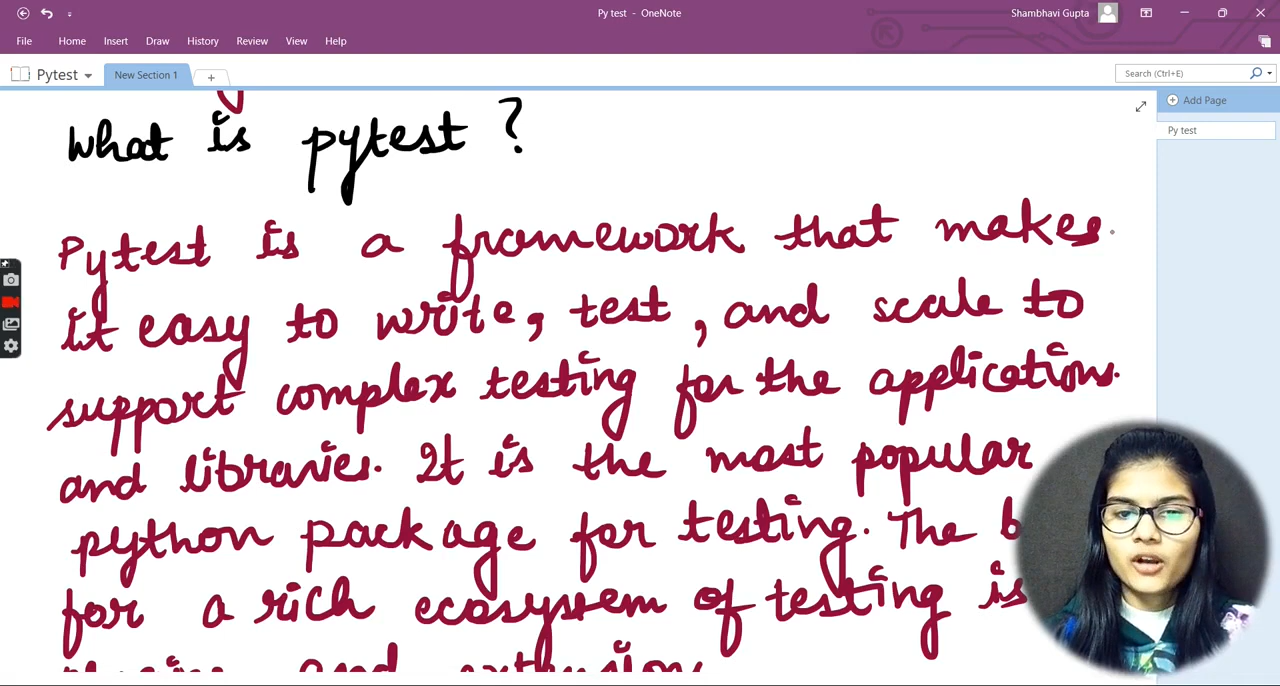 Py test - OneNote
Shambhavi Gupta
File Home Insert Draw History Review View Help
Pytest New Section 1 +
Search (Ctrl+E)
Add Page
Py test
What is pytest ?
Pytest is a framework that makes
it easy to write, test, and scale to
support complex testing for the applications.
and libraries. It is the most popular
python package for testing. The b
for a rich ecosystem of testing is
and extension